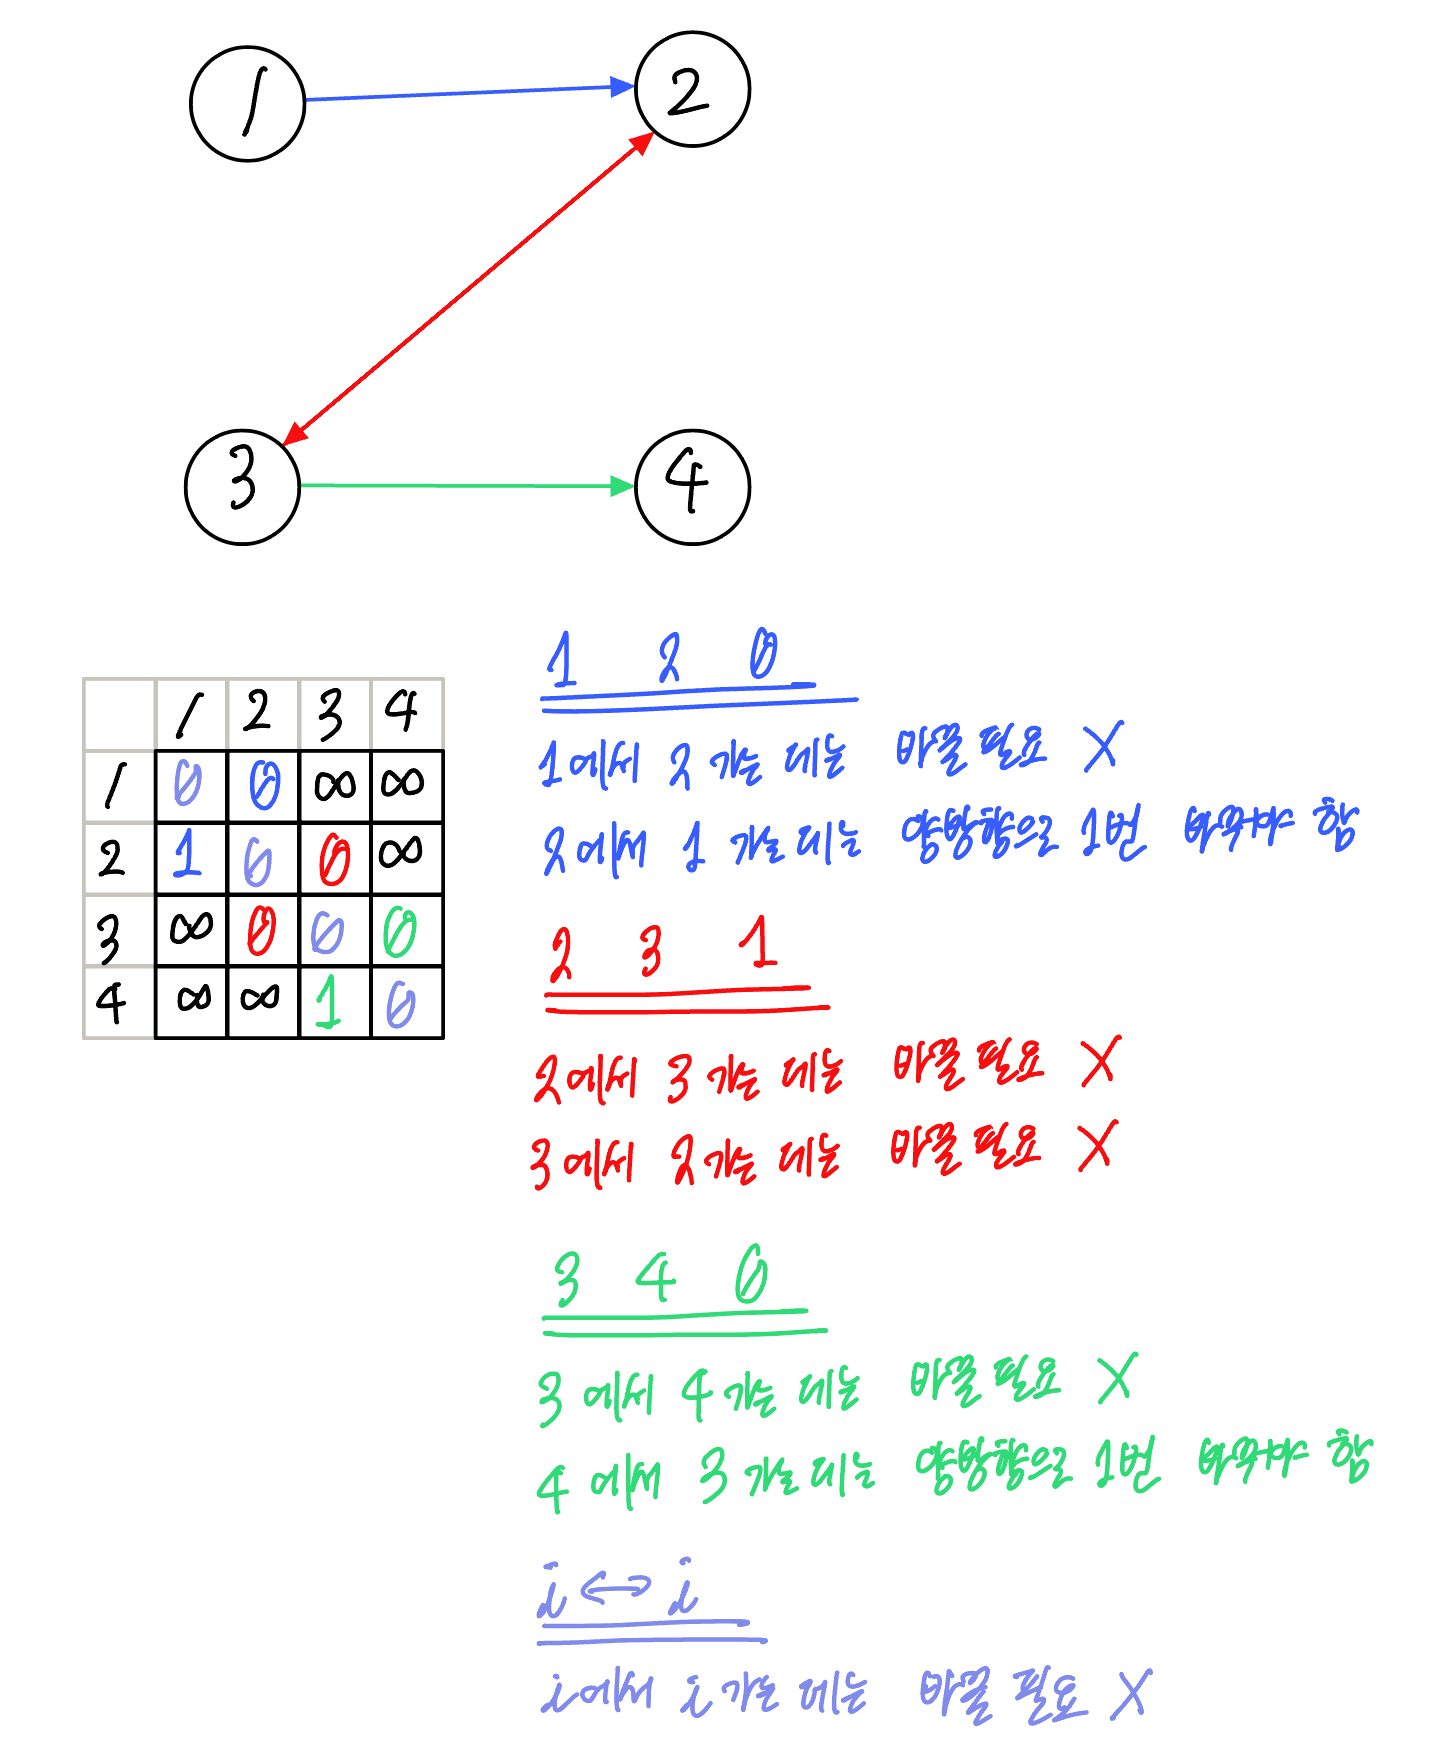 1 2
3 4
1 2 3 4
1 0 0 ∞ ∞
2 1 0 0 ∞
3 ∞ 0 0 0
4 ∞ ∞ 1 0
1 2 0
1에서 2 가는 데는 바꿀 필요 X
2에서 1 가는 데는 양방향으로 1번 바꿔야 함
2 3 1
2에서 3 가는 데는 바꿀 필요 X
3에서 2 가는 데는 바꿀 필요 X
3 4 0
3에서 4 가는 데는 바꿀 필요 X
4에서 3 가는 데는 양방향으로 1번 바꿔야 함
i ↔ i
i에서 i 가는 데는 바꿀 필요 X